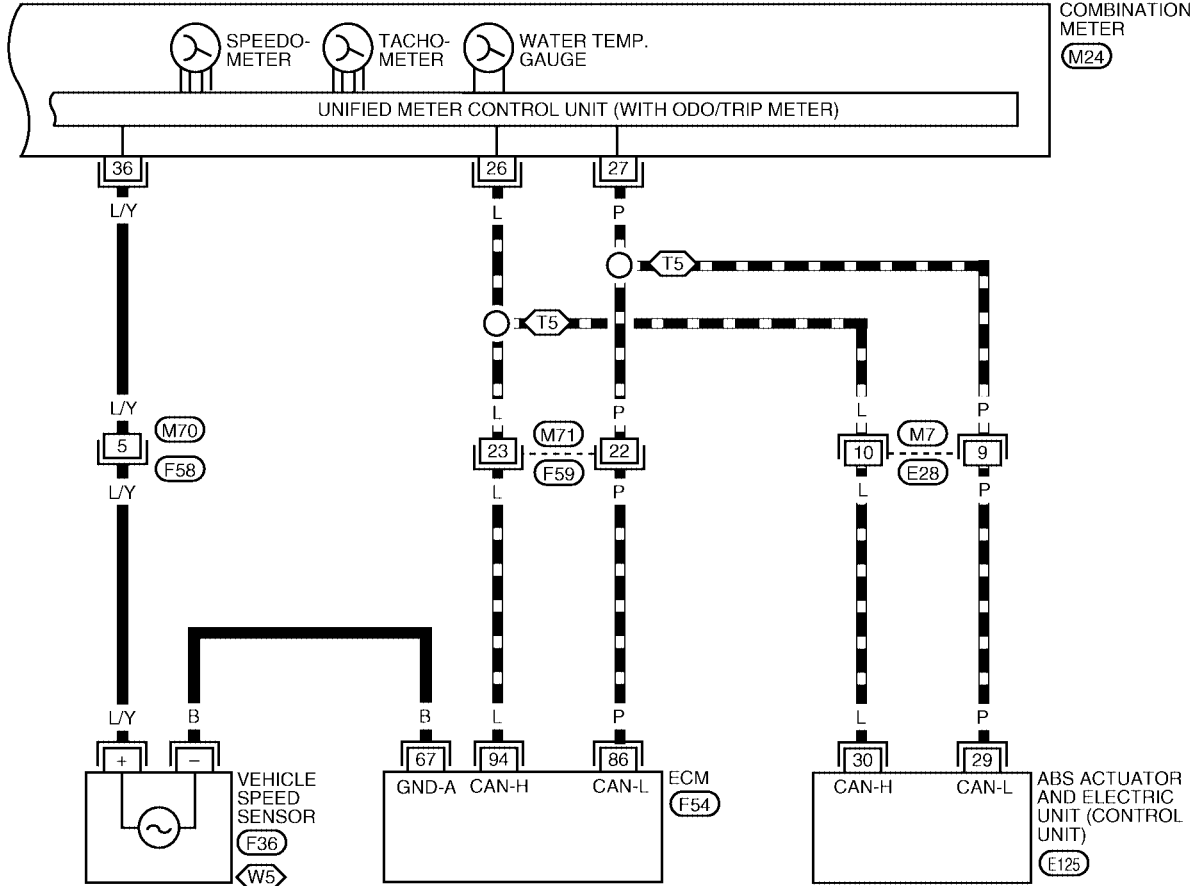 COMBINATION
METER
M24
SPEEDO-
METER
TACHO-
METER
WATER TEMP.
GAUGE
UNIFIED METER CONTROL UNIT (WITH ODO/TRIP METER)
36
26
27
L/Y
L
P
T5
T5
L/Y
L
P
L
P
5
M70
F58
23
M71
F59
22
10
M7
E28
9
L/Y
L
P
L
P
L/Y
B
B
L
P
L
P
+
–
67
94
86
30
29
GND-A
CAN-H
CAN-L
CAN-H
CAN-L
VEHICLE
SPEED
SENSOR
F36
W5
ECM
F54
ABS ACTUATOR
AND ELECTRIC
UNIT (CONTROL
UNIT)
E125